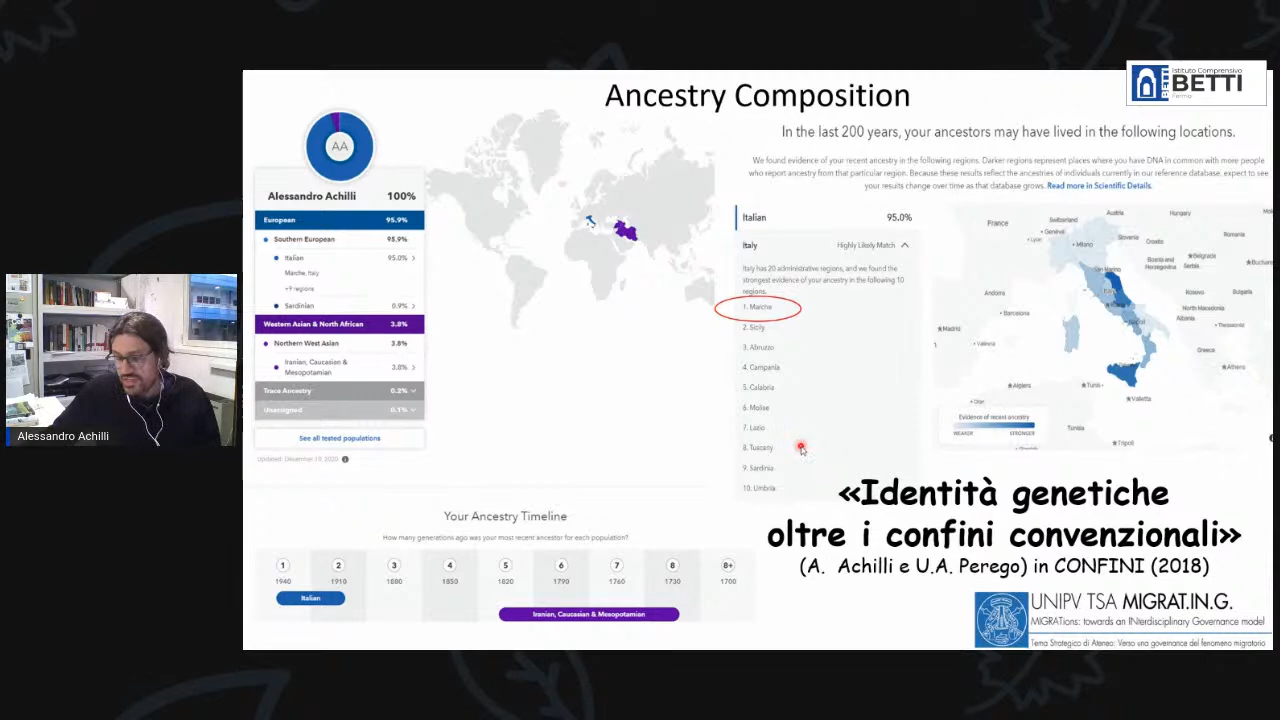 Istituto Comprensivo
BETTI
Fermo
Ancestry Composition
AA
Alessandro Achilli 100%
European 95.9%
Southern European 95.9%
Italian 95.0%
Marche, Italy
+9 regions
Sardinian 0.9%
Western Asian & North African 3.8%
Northern West Asian 3.8%
Iranian, Caucasian &
Mesopotamian 3.8%
Trace Ancestry 0.2%
Unassigned 0.1%
See all tested populations
Updated: December 10, 2020
In the last 200 years, your ancestors may have lived in the following locations.
We found evidence of your recent ancestry in the following regions. Darker regions represent places where you have DNA in common with more people
who report ancestry from that particular region. Because these results reflect the ancestries of individuals currently in our reference database, expect to
see your results change over time as that database grows. Read more in Scientific Details.
Italian 95.0%
Italy Highly Likely Match
Italy has 20 administrative regions, and we found the
strongest evidence of your ancestry in the following 10
regions.
1. Marche
2. Sicily
3. Abruzzo
4. Campania
5. Calabria
6. Molise
7. Lazio
8. Tuscany
9. Sardinia
10. Umbria
France
Switzerland
Austria
Hungary
Geneva
Lyon
Milano
Slovenia
Croatia
Romania
Bosnia and
Herzegovina
Belgrade
Serbia
San Marino
Andorra
Kosovo
Bulgaria
Barcelona
North Macedonia
Albania
Napoli
Thessaloniki
Madrid
Valencia
Greece
Athens
Algiers
Tunis
Valletta
Tunisia
Tripoli
Evidence of recent ancestry
WEAKER STRONGER
Alessandro Achilli
Your Ancestry Timeline
How many generations ago was your most recent ancestor for each population?
1 2 3 4 5 6 7 8 8+
1940 1910 1880 1850 1820 1790 1760 1730 1700
Italian
Iranian, Caucasian & Mesopotamian
«Identità genetiche
oltre i confini convenzionali»
(A. Achilli e U.A. Perego) in CONFINI (2018)
UNIPV TSA MIGRAT.IN.G.
MIGRATions: towards an INterdisciplinary Governance model
Tema Strategico di Ateneo: Verso una governance del fenomeno migratorio